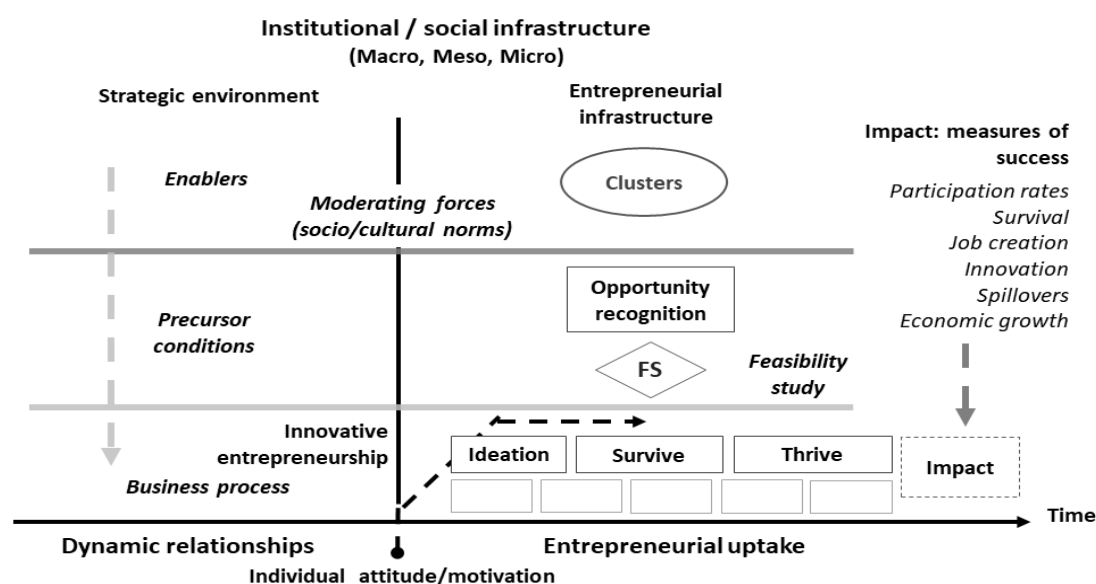 Institutional / social infrastructure
(Macro, Meso, Micro)
Strategic environment
Entrepreneurial
infrastructure
Impact: measures of
success
Enablers
Clusters
Participation rates
Survival
Job creation
Innovation
Spillovers
Economic growth
Moderating forces
(socio/cultural norms)
Opportunity
recognition
Precursor
conditions
FS
Feasibility
study
Innovative
entrepreneurship
Ideation
Survive
Thrive
Impact
Business process
Time
Dynamic relationships
Entrepreneurial uptake
Individual attitude/motivation